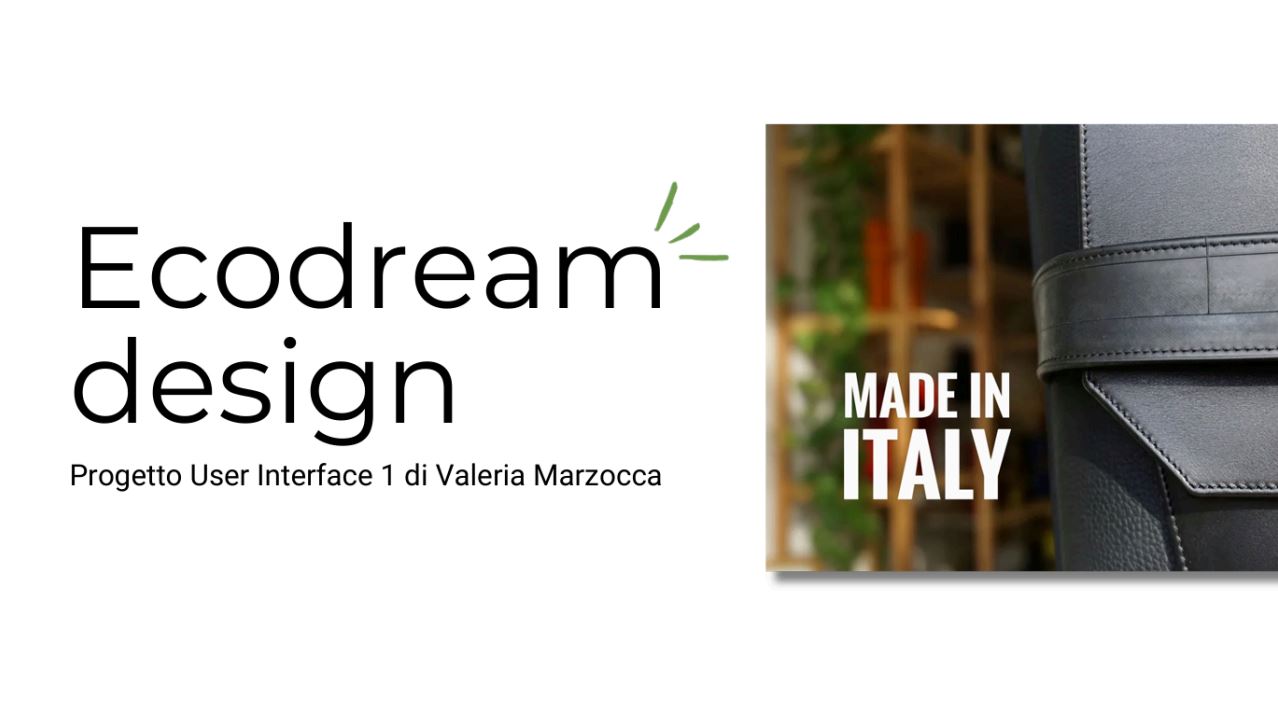 Ecodream
design
Progetto User Interface 1 di Valeria Marzocca
MADE IN
ITALY